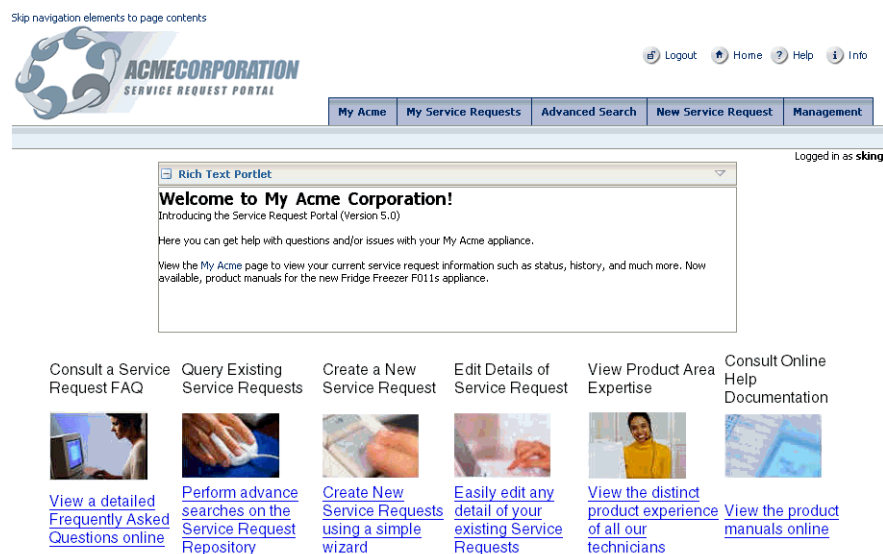 Skip navigation elements to page contents
ACMECORPORATION
SERVICE REQUEST PORTAL
Logout Home ? Help i Info
My Acme My Service Requests Advanced Search New Service Request Management
Logged in as sking
Rich Text Portlet
Welcome to My Acme Corporation!
Introducing the Service Request Portal (Version 5.0)
Here you can get help with questions and/or issues with your My Acme appliance.
View the My Acme page to view your current service request information such as status, history, and much more. Now
available, product manuals for the new Fridge Freezer F011s appliance.
Consult a Service
Request FAQ
Query Existing
Service Requests
Create a New
Service Request
Edit Details of
Service Request
View Product Area
Expertise
Consult Online
Help
Documentation
View a detailed
Frequently Asked
Questions online
Perform advance
searches on the
Service Request
Repository
Create New
Service Requests
using a simple
wizard
Easily edit any
detail of your
existing Service
Requests
View the distinct
product experience
of all our
technicians
View the product
manuals online